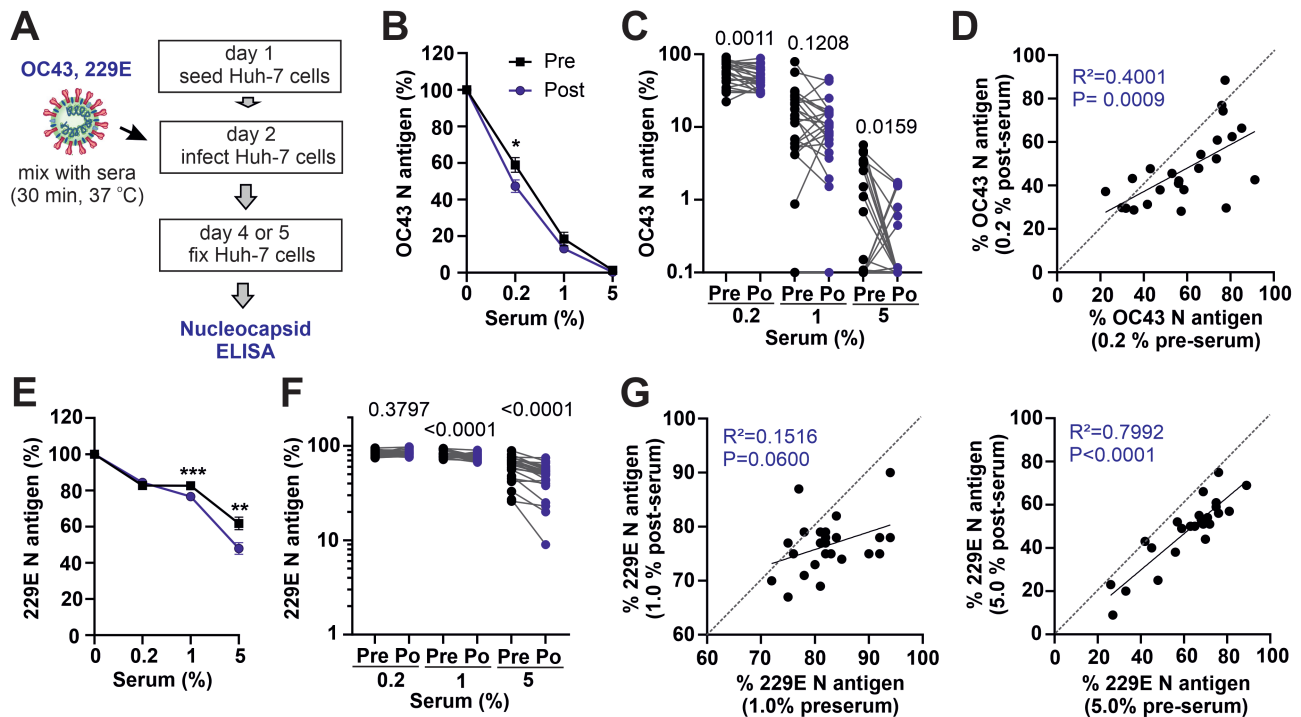 A
OC43, 229E
mix with sera
(30 min, 37 °C)
day 1
seed Huh-7 cells
day 2
infect Huh-7 cells
day 4 or 5
fix Huh-7 cells
Nucleocapsid
ELISA
B
OC43 N antigen (%)
120
100
80
60
40
20
0
Pre
Post
*
0 0.2 1 5
Serum (%)
C
OC43 N antigen (%)
100
10
1
0.1
0.0011
0.1208
0.0159
Pre Po Pre Po Pre Po
0.2 1 5
Serum (%)
D
% OC43 N antigen
(0.2 % post-serum)
R²=0.4001
P= 0.0009
100
80
60
40
20
0
0 20 40 60 80 100
% OC43 N antigen
(0.2 % pre-serum)
E
229E N antigen (%)
120
100
80
60
40
20
0
***
**
0 0.2 1 5
Serum (%)
F
229E N antigen (%)
100
10
1
0.3797
<0.0001
<0.0001
Pre Po Pre Po Pre Po
0.2 1 5
Serum (%)
G
% 229E N antigen
(1.0 % post-serum)
R²=0.1516
P=0.0600
100
90
80
70
60
60 70 80 90 100
% 229E N antigen
(1.0% preserum)
% 229E N antigen
(5.0 % post-serum)
R²=0.7992
P<0.0001
100
80
60
40
20
0
0 20 40 60 80 100
% 229E N antigen
(5.0% pre-serum)